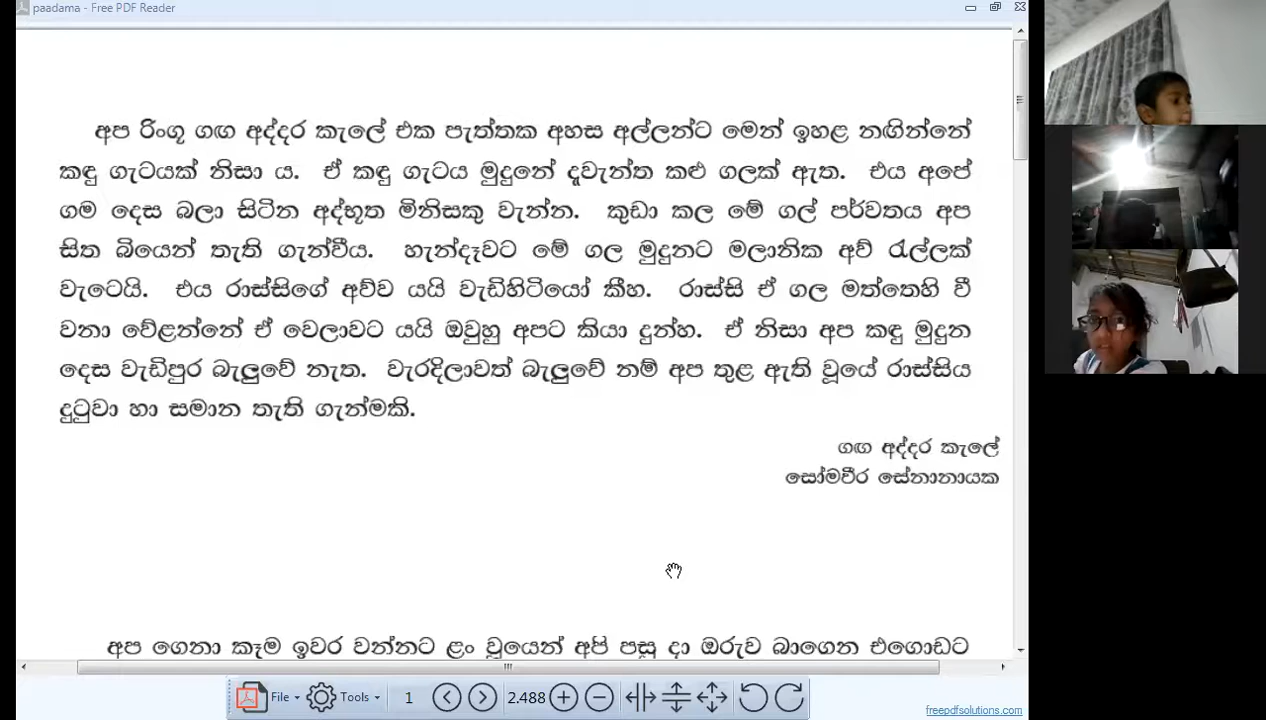 paadama - Free PDF Reader
අප රිංගූ ගඟ අද්දර කැලේ එක පැත්තක අහස අල්ලන්ට මෙන් ඉහළ නඟින්නේ
කඳු ගැටයක් නිසා ය. ඒ කඳු ගැටය මුදුනේ දැවැන්ත කළු ගලක් ඇත. එය අපේ
ගම දෙස බලා සිටින අද්භූත මිනිසකු වැන්න. කුඩා කල මේ ගල් පර්වතය අප
සිත බියෙන් තැති ගැන්වීය. හැන්දෑවට මේ ගල මුදුනට මලානික අව් රැල්ලක්
වැටෙයි. එය රාස්සිගේ අව්ව යයි වැඩිහිටියෝ කීහ. රාස්සි ඒ ගල මත්තෙහි වී
වනා වේළන්නේ ඒ වෙලාවට යයි ඔවුහු අපට කියා දුන්හ. ඒ නිසා අප කඳු මුදුන
දෙස වැඩිපුර බැලුවේ නැත. වැරදිලාවත් බැලුවේ නම් අප තුළ ඇති වූයේ රාස්සිය
දුටුවා හා සමාන තැති ගැන්මකි.
ගඟ අද්දර කැලේ
සෝමවීර සේනානායක
අප ගෙනා කෑම ඉවර වන්නට ළං වූයෙන් අපි පසු දා ඔරුව බාගෙන එගොඩට
File Tools 1 2.488
freepdfsolutions.com